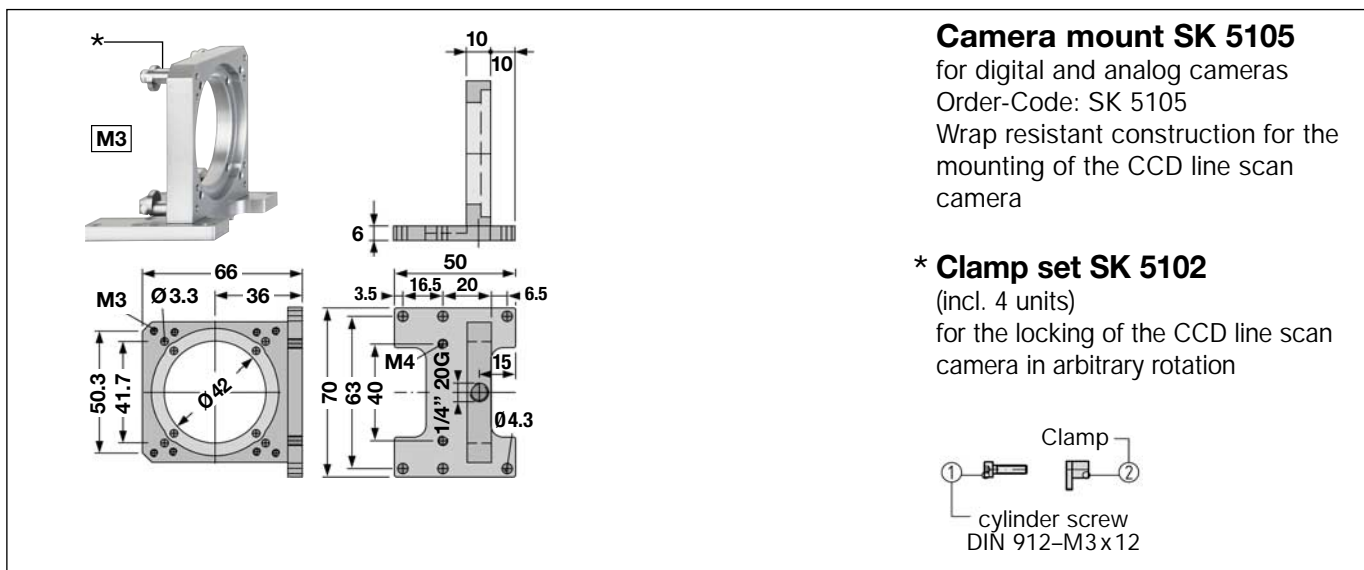 *
M3
10
10
6
66
M3
Ø 3.3
36
50.3
41.7
Ø 42
50
3.5
16.5
20
6.5
M4
15
70
63
40
1/4" 20G
Ø 4.3
Camera mount SK 5105
for digital and analog cameras
Order-Code: SK 5105
Wrap resistant construction for the
mounting of the CCD line scan
camera
* Clamp set SK 5102
(incl. 4 units)
for the locking of the CCD line scan
camera in arbitrary rotation
Clamp
1
2
cylinder screw
DIN 912–M3x12